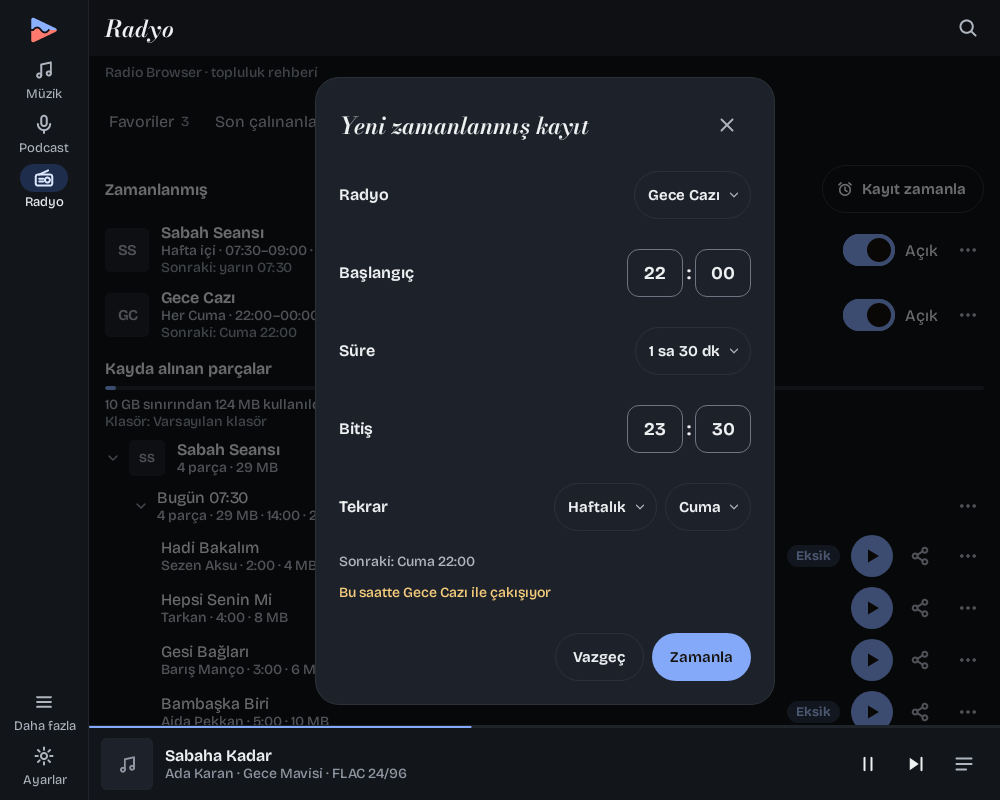 Radyo
Müzik
Podcast
Radyo
Daha fazla
Ayarlar
Radio Browser · topluluk rehberi
Favoriler 3
Son çalınanla
Zamanlanmış
Kayıt zamanla
SS
Sabah Seansı
Hafta içi · 07:30–09:00 ·
Sonraki: yarın 07:30
Açık
GC
Gece Cazı
Her Cuma · 22:00–00:00
Sonraki: Cuma 22:00
Açık
Kayda alınan parçalar
10 GB sınırından 124 MB kullanıld
Klasör: Varsayılan klasör
SS
Sabah Seansı
4 parça · 29 MB
Bugün 07:30
4 parça · 29 MB · 14:00 · 2
Hadi Bakalım
Sezen Aksu · 2:00 · 4 MB
Eksik
Hepsi Senin Mi
Tarkan · 4:00 · 8 MB
Gesi Bağları
Barış Manço · 3:00 · 6 M
Bambaşka Biri
Ajda Pekkan · 5:00 · 10 MB
Eksik
Yeni zamanlanmış kayıt
Radyo
Gece Cazı
Başlangıç
22 : 00
Süre
1 sa 30 dk
Bitiş
23 : 30
Tekrar
Haftalık
Cuma
Sonraki: Cuma 22:00
Bu saatte Gece Cazı ile çakışıyor
Vazgeç
Zamanla
Sabaha Kadar
Ada Karan · Gece Mavisi · FLAC 24/96